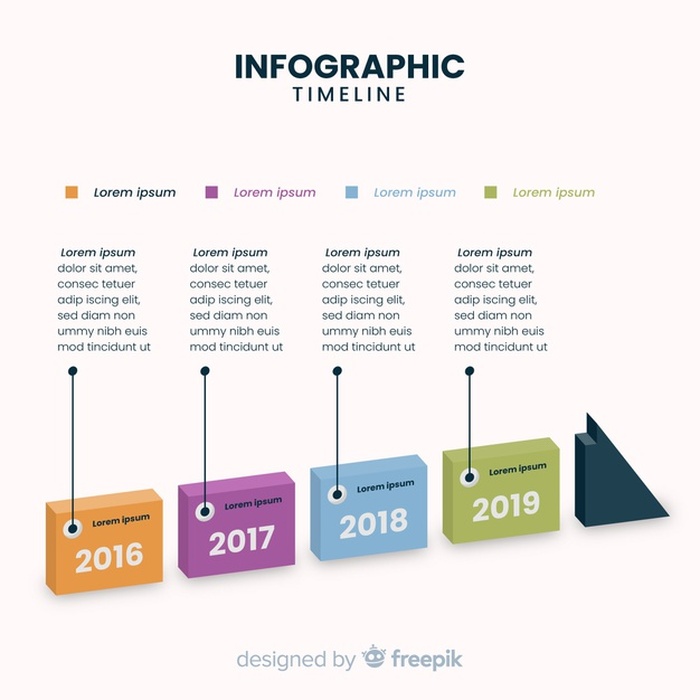 INFOGRAPHIC
TIMELINE
Lorem ipsum
Lorem ipsum
Lorem ipsum
Lorem ipsum
Lorem ipsum
dolor sit amet,
consec tetuer
adip iscing elit,
sed diam non
ummy nibh euis
mod tincidunt ut
Lorem ipsum
dolor sit amet,
consec tetuer
adip iscing elit,
sed diam non
ummy nibh euis
mod tincidunt ut
Lorem ipsum
dolor sit amet,
consec tetuer
adip iscing elit,
sed diam non
ummy nibh euis
mod tincidunt ut
Lorem ipsum
dolor sit amet,
consec tetuer
adip iscing elit,
sed diam non
ummy nibh euis
mod tincidunt ut
Lorem ipsum
2016
Lorem ipsum
2017
Lorem ipsum
2018
Lorem ipsum
2019
designed by freepik